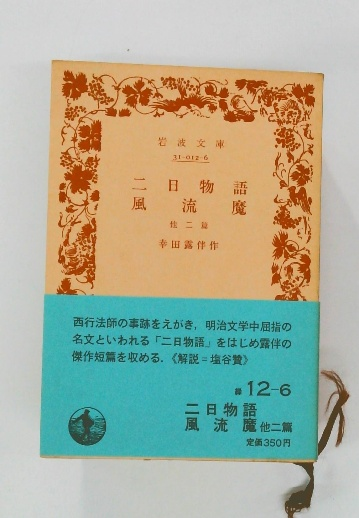 岩波文庫
31-012-6
二日物語
風流魔
他二篇
幸田露伴作
西行法師の事跡をえがき，明治文学中屈指の
名文といわれる「二日物語」をはじめ露伴の
傑作短篇を収める．《解説＝塩谷賛》
緑12-6
二日物語
風流魔 他二篇
定価350円